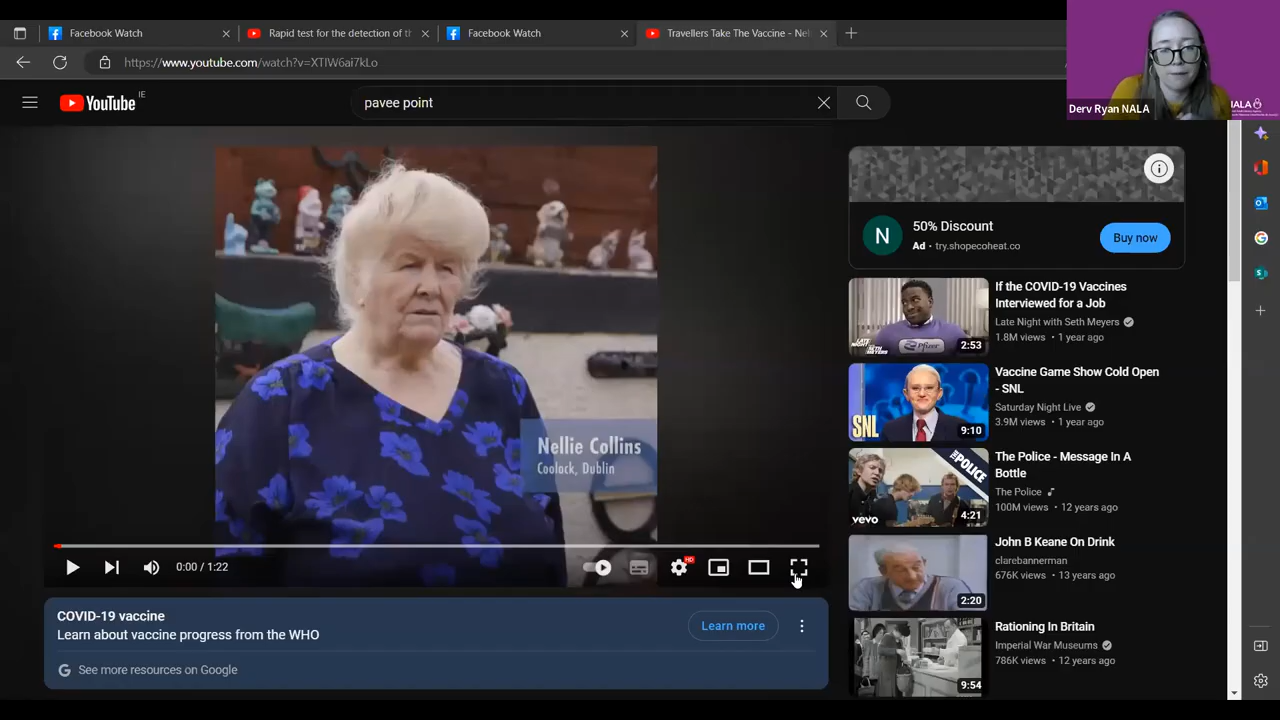 Facebook Watch
Rapid test for the detection of t
Facebook Watch
Travellers Take The Vaccine - Nel
https://www.youtube.com/watch?v=XTIW6ai7kLo
YouTube IE
pavee point
Derv Ryan NALA
NALA
Nellie Collins
Coolock, Dublin
HD
0:00 / 1:22
COVID-19 vaccine
Learn about vaccine progress from the WHO
Learn more
See more resources on Google
N
50% Discount
Ad · try.shopecoheat.co
Buy now
Pfizer
LATE NIGHT
2:53
If the COVID-19 Vaccines
Interviewed for a Job
Late Night with Seth Meyers
1.8M views • 1 year ago
SNL
9:10
Vaccine Game Show Cold Open
- SNL
Saturday Night Live
3.9M views • 1 year ago
POLICE
vevo
4:21
The Police - Message In A
Bottle
The Police
100M views • 12 years ago
2:20
John B Keane On Drink
clarebannerman
676K views • 13 years ago
9:54
Rationing In Britain
Imperial War Museums
786K views • 12 years ago